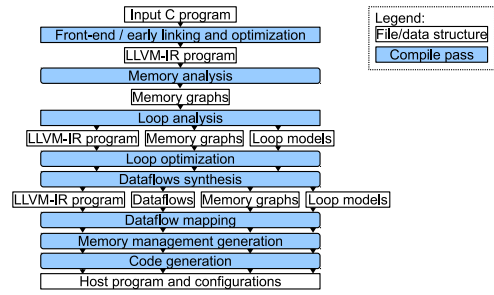 Input C program
Front-end / early linking and optimization
LLVM-IR program
Memory analysis
Memory graphs
Loop analysis
LLVM-IR program Memory graphs Loop models
Loop optimization
Dataflows synthesis
LLVM-IR program Dataflows Memory graphs Loop models
Dataflow mapping
Memory management generation
Code generation
Host program and configurations
Legend:
File/data structure
Compile pass